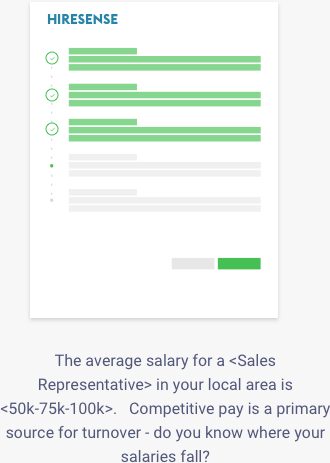 HIRESENSE
The average salary for a <Sales
Representative> in your local area is
<50k-75k-100k>.   Competitive pay is a primary
source for turnover - do you know where your
salaries fall?